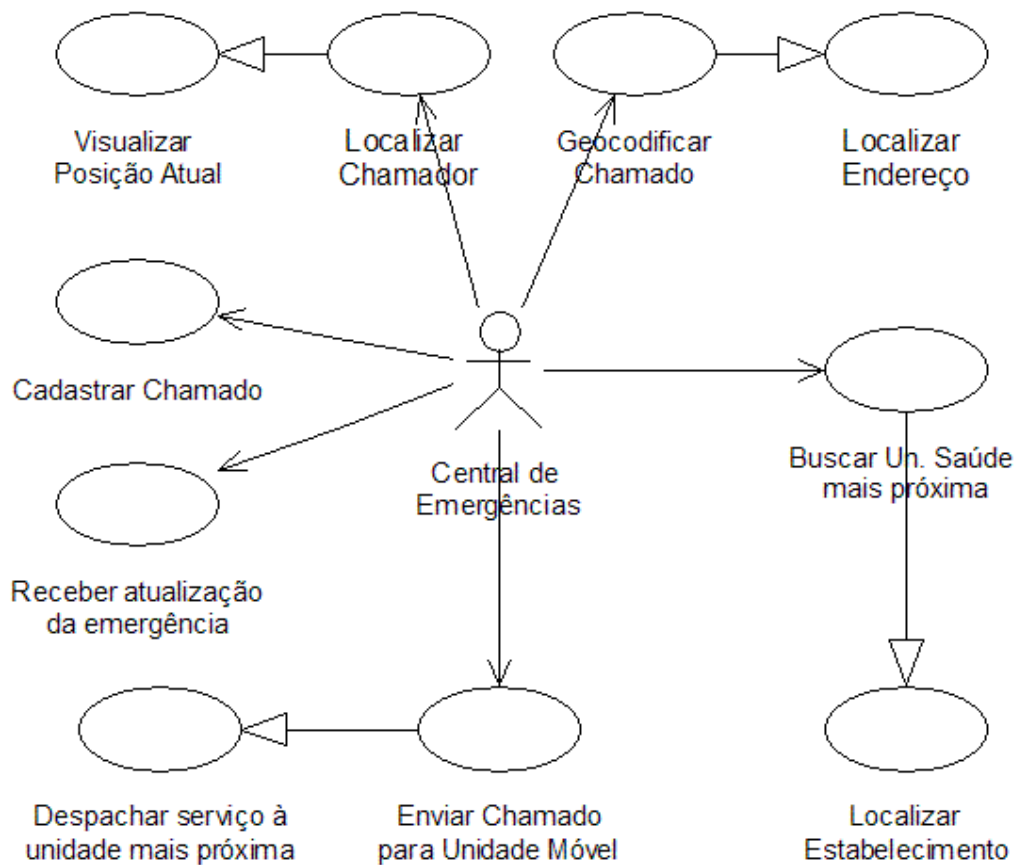 Visualizar
Posição Atual
Localizar
Chamador
Geocodificar
Chamado
Localizar
Endereço
Cadastrar Chamado
Central de
Emergências
Buscar Un. Saúde
mais próxima
Receber atualização
da emergência
Despachar serviço à
unidade mais próxima
Enviar Chamado
para Unidade Móvel
Localizar
Estabelecimento